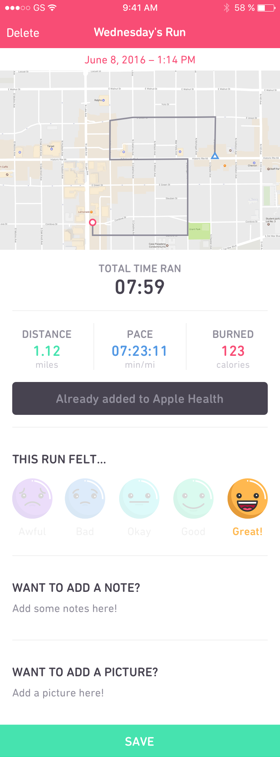 GS 9:41 AM 58%
Delete Wednesday's Run
June 8, 2016 – 1:14 PM
TOTAL TIME RAN
07:59
DISTANCE PACE BURNED
1.12 07:23:11 123
miles min/mi calories
Already added to Apple Health
THIS RUN FELT...
Awful Bad Okay Good Great!
WANT TO ADD A NOTE?
Add some notes here!
WANT TO ADD A PICTURE?
Add a picture here!
SAVE